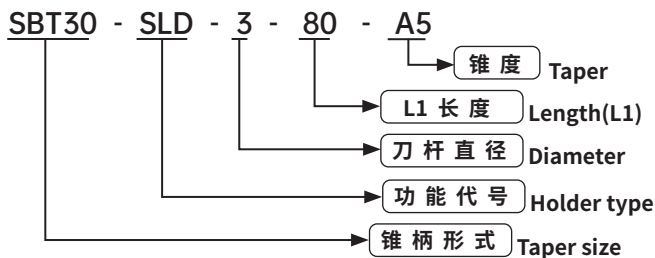 SBT30 - SLD - 3 - 80 - A5
锥度 Taper
L1 长度 Length(L1)
刀杆直径 Diameter
功能代号 Holder type
锥柄形式 Taper size